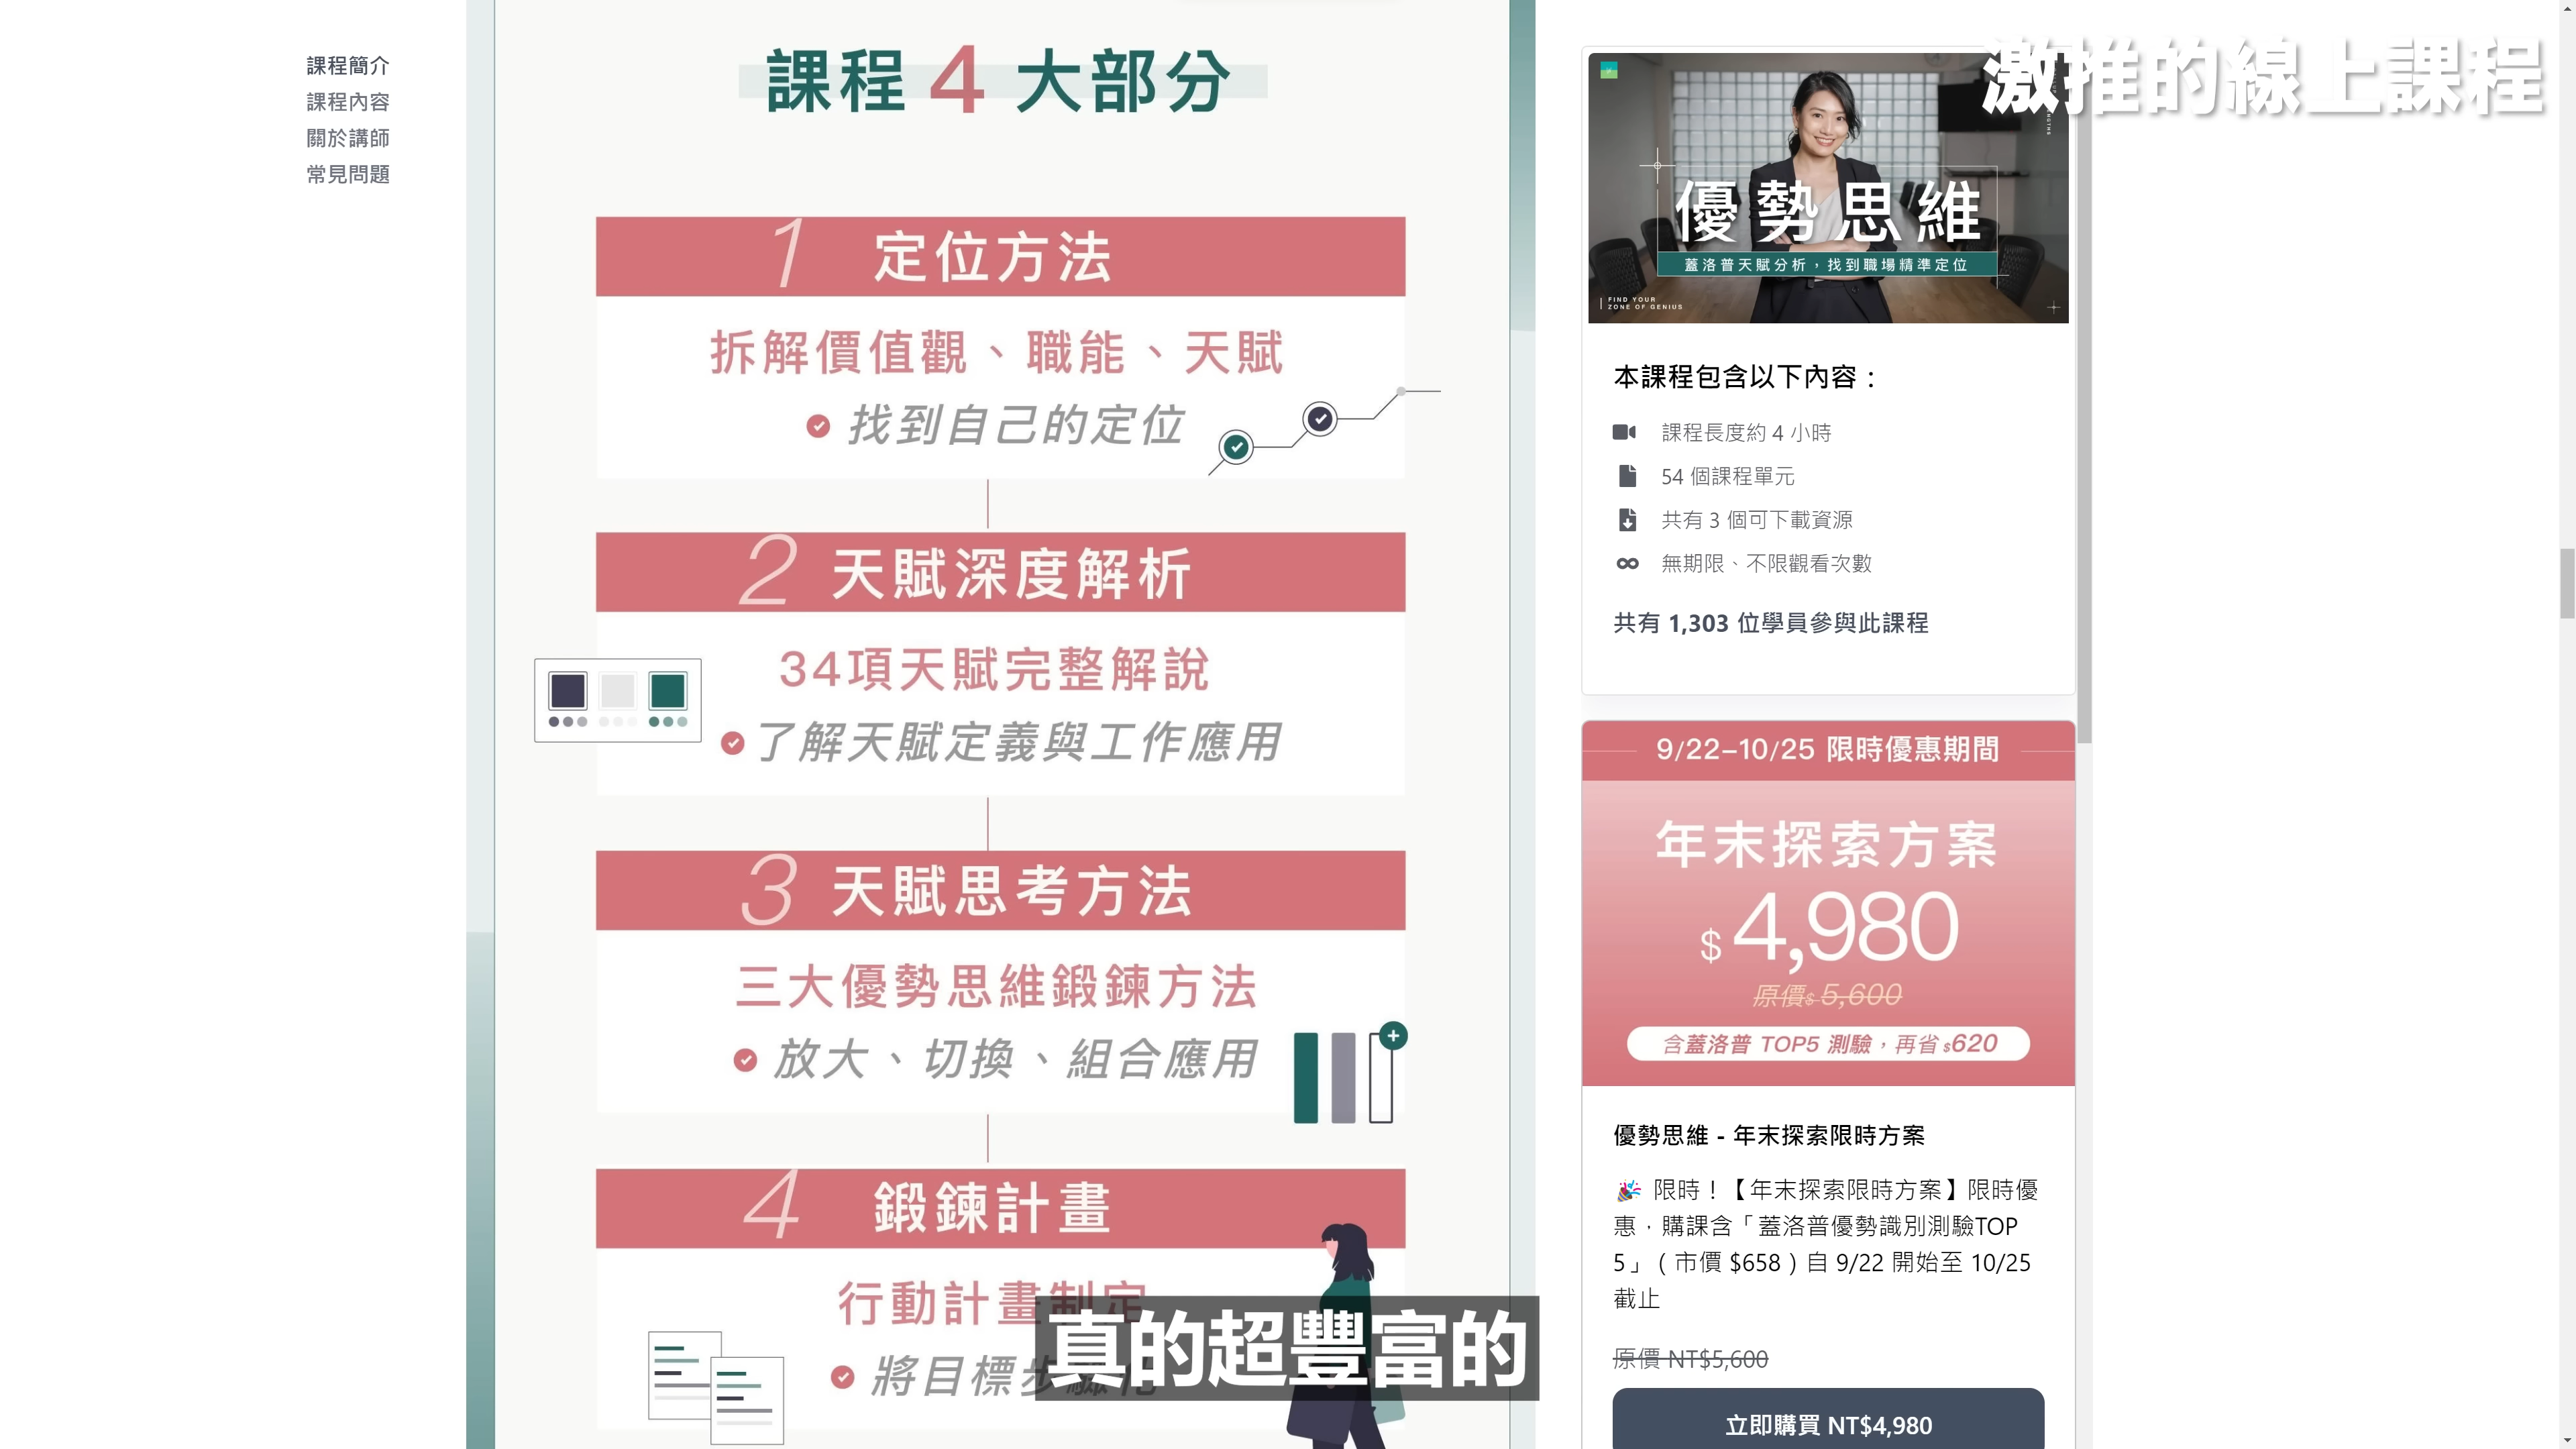 課程簡介
課程內容
關於講師
常見問題
課程4大部分
1 定位方法
拆解價值觀、職能、天賦
找到自己的定位
2 天賦深度解析
34項天賦完整解說
了解天賦定義與工作應用
3 天賦思考方法
三大優勢思維鍛鍊方法
放大、切換、組合應用
4 鍛鍊計畫
行動計畫制定
將目標步驟化
真的超豐富的
激推的線上課程
優勢思維
蓋洛普天賦分析，找到職場精準定位
FIND YOUR
ZONE OF GENIUS
本課程包含以下內容：
課程長度約 4 小時
54 個課程單元
共有 3 個可下載資源
無期限、不限觀看次數
共有 1,303 位學員參與此課程
9/22–10/25 限時優惠期間
年末探索方案
$ 4,980
原價$ 5,600
含蓋洛普 TOP5 測驗，再省$620
優勢思維 - 年末探索限時方案
🎉 限時！【年末探索限時方案】限時優
惠，購課含「蓋洛普優勢識別測驗TOP
5」（市價 $658）自 9/22 開始至 10/25
截止
原價 NT$5,600
立即購買 NT$4,980